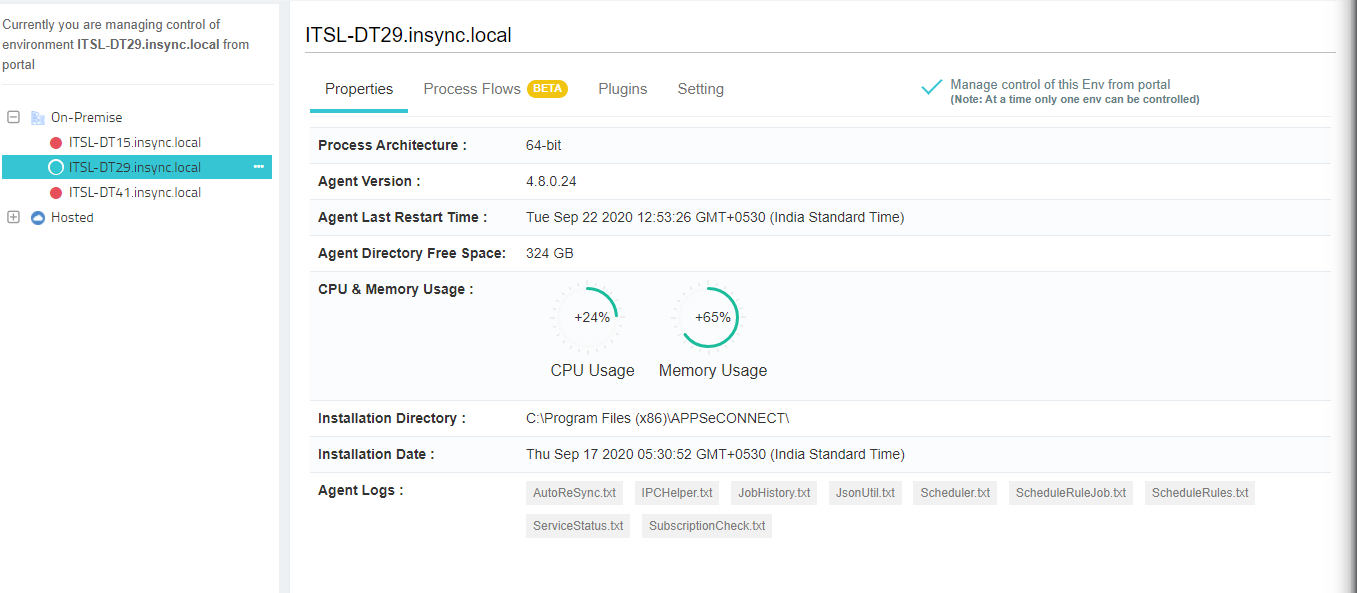 Currently you are managing control of
environment ITSL-DT29.insync.local from
portal
On-Premise
ITSL-DT15.insync.local
ITSL-DT29.insync.local
ITSL-DT41.insync.local
Hosted
ITSL-DT29.insync.local
Properties Process Flows BETA Plugins Setting
Manage control of this Env from portal
(Note: At a time only one env can be controlled)
Process Architecture : 64-bit
Agent Version : 4.8.0.24
Agent Last Restart Time : Tue Sep 22 2020 12:53:26 GMT+0530 (India Standard Time)
Agent Directory Free Space: 324 GB
CPU & Memory Usage :
+24% +65%
CPU Usage Memory Usage
Installation Directory : C:\Program Files (x86)\APPSeCONNECT\
Installation Date : Thu Sep 17 2020 05:30:52 GMT+0530 (India Standard Time)
Agent Logs : AutoReSync.txt IPCHelper.txt JobHistory.txt JsonUtil.txt Scheduler.txt ScheduleRuleJob.txt ScheduleRules.txt
ServiceStatus.txt SubscriptionCheck.txt